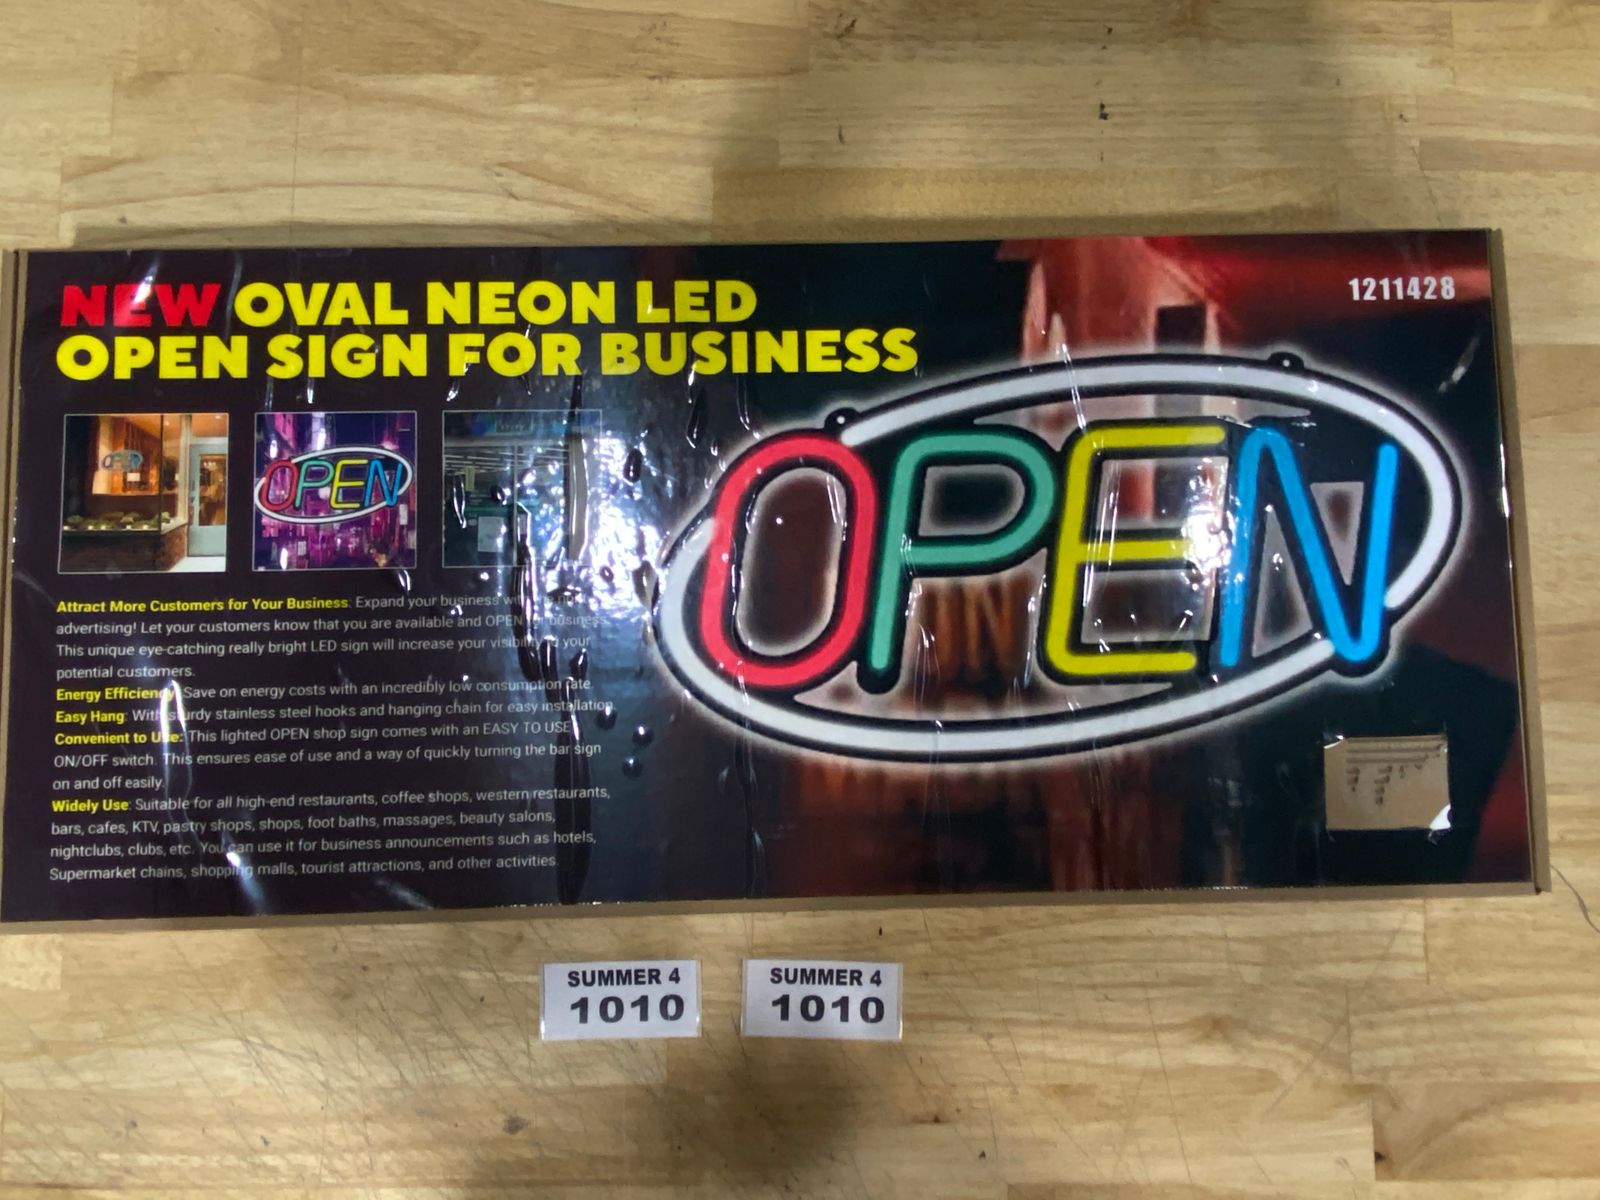 NEW OVAL NEON LED
OPEN SIGN FOR BUSINESS
1211428
OPEN
OPEN
OPEN
Attract More Customers for Your Business: Expand your business
advertising! Let your customers know that you are available and OPEN for business.
This unique eye-catching really bright LED sign will increase your visibility to your
potential customers.
Energy Efficiency: Save on energy costs with an incredibly low consumption rate.
Easy Hang: With sturdy stainless steel hooks and hanging chain for easy installation.
Convenient to Use: This lighted OPEN shop sign comes with an EASY TO USE
ON/OFF switch. This ensures ease of use and a way of quickly turning the bar sign
on and off easily.
Widely Use: Suitable for all high-end restaurants, coffee shops, western restaurants,
bars, cafes, KTV, pastry shops, shops, foot baths, massages, beauty salons,
nightclubs, clubs, etc. You can use it for business announcements such as hotels,
Supermarket chains, shopping malls, tourist attractions, and other activities.
SUMMER 4
1010
SUMMER 4
1010